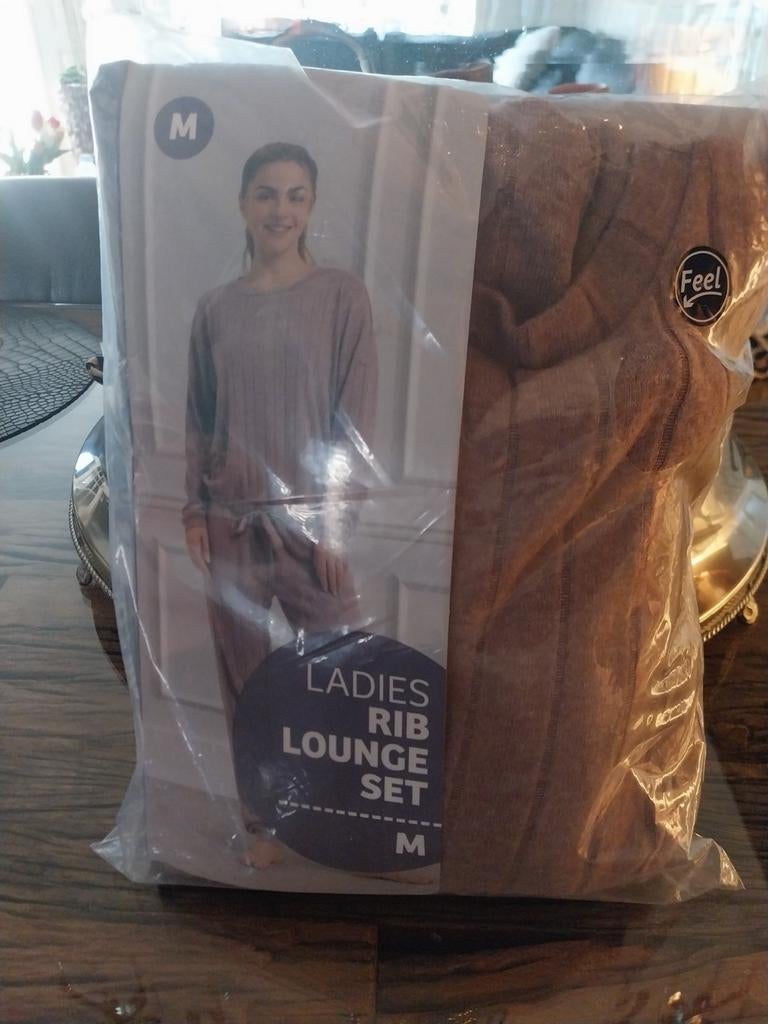 M
Feel
LADIES
RIB
LOUNGE
SET
M